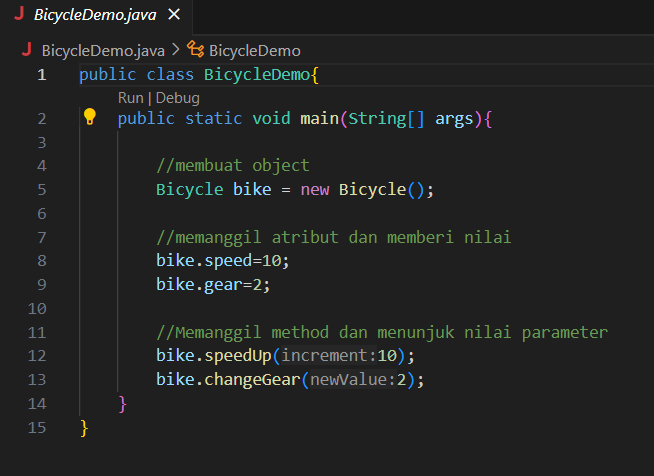 BicycleDemo.java
BicycleDemo.java > BicycleDemo
1 public class BicycleDemo{
Run | Debug
2 public static void main(String[] args){
3
4 //membuat object
5 Bicycle bike = new Bicycle();
6
7 //memanggil atribut dan memberi nilai
8 bike.speed=10;
9 bike.gear=2;
10
11 //Memanggil method dan menunjuk nilai parameter
12 bike.speedUp(increment:10);
13 bike.changeGear(newValue:2);
14 }
15 }